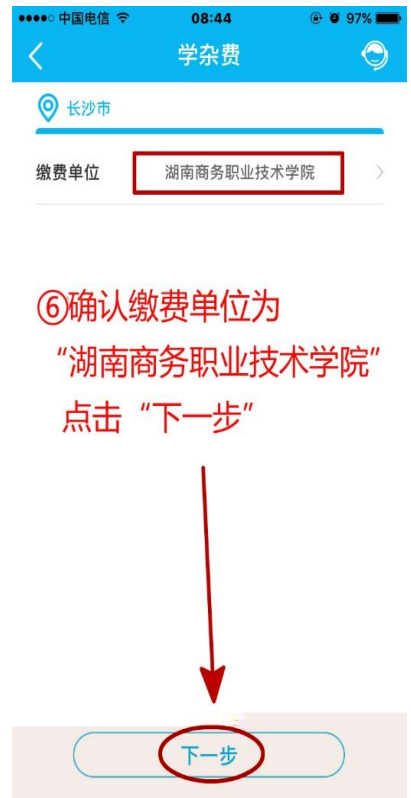 中国电信 08:44 97%
学杂费
长沙市
缴费单位 湖南商务职业技术学院
⑥确认缴费单位为
“湖南商务职业技术学院”
点击“下一步”
下一步